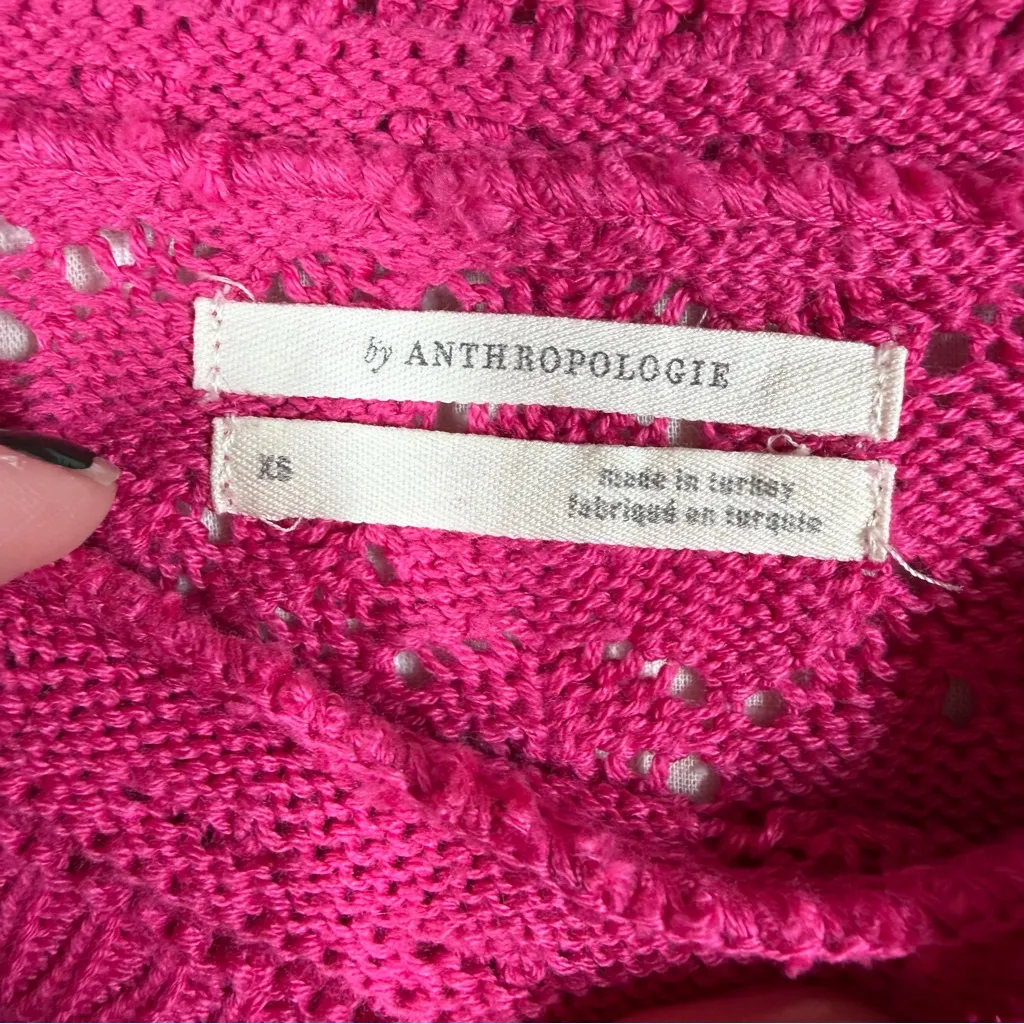 by ANTHROPOLOGIE
XS
made in turkey
fabriqué en turquie